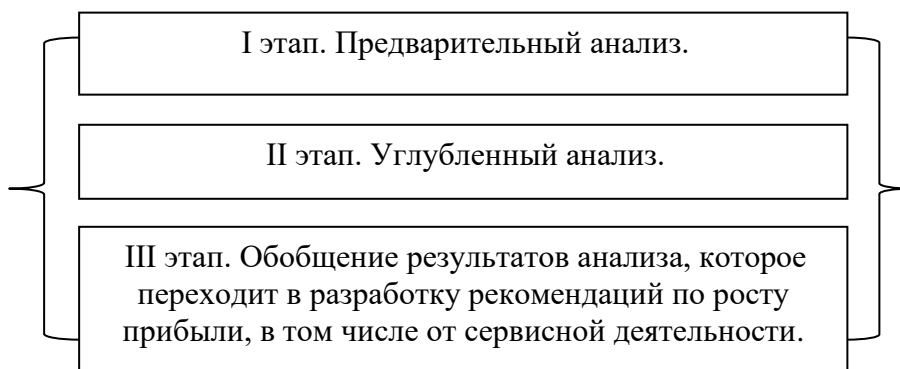 I этап. Предварительный анализ.
II этап. Углубленный анализ.
III этап. Обобщение результатов анализа, которое
переходит в разработку рекомендаций по росту
прибыли, в том числе от сервисной деятельности.